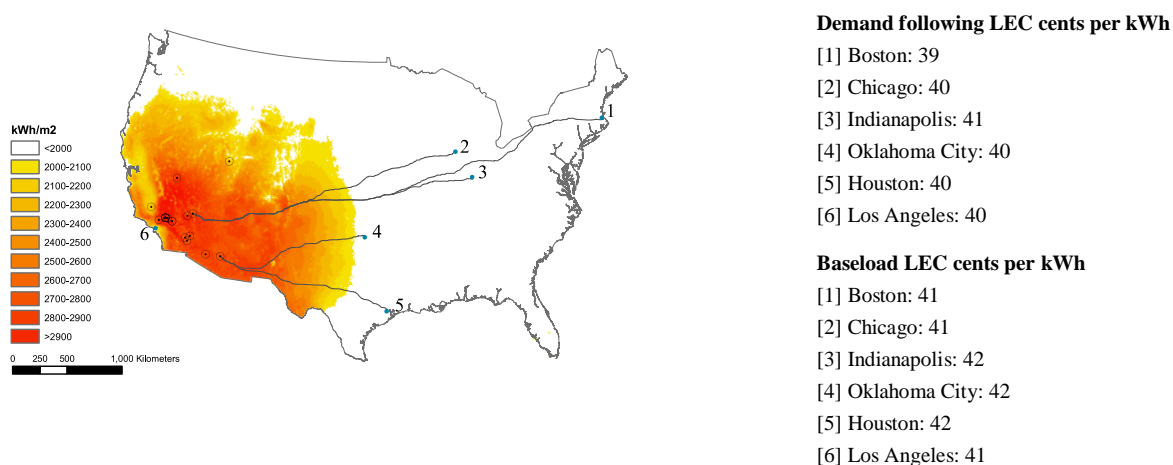 kWh/m2
<2000
2000-2100
2100-2200
2200-2300
2300-2400
2400-2500
2500-2600
2600-2700
2700-2800
2800-2900
>2900
0 250 500 1,000 Kilometers
1
2
3
4
5
6
Demand following LEC cents per kWh
[1] Boston: 39
[2] Chicago: 40
[3] Indianapolis: 41
[4] Oklahoma City: 40
[5] Houston: 40
[6] Los Angeles: 40
Baseload LEC cents per kWh
[1] Boston: 41
[2] Chicago: 41
[3] Indianapolis: 42
[4] Oklahoma City: 42
[5] Houston: 42
[6] Los Angeles: 41